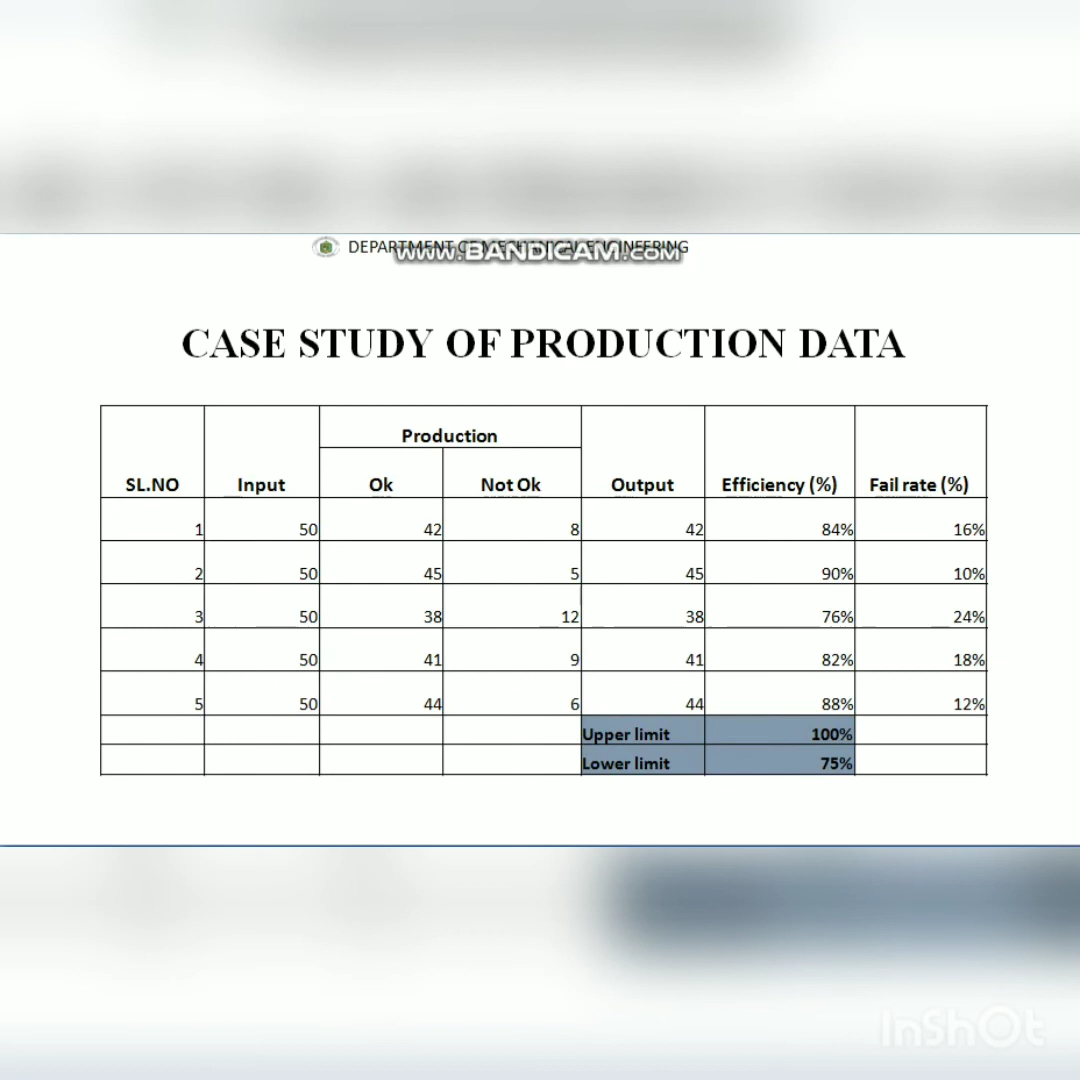 DEPARTMENT OF MECHANICAL ENGINEERING
www.BANDICAM.com
CASE STUDY OF PRODUCTION DATA
Production
SL.NO Input Ok Not Ok Output Efficiency (%) Fail rate (%)
1 50 42 8 42 84% 16%
2 50 45 5 45 90% 10%
3 50 38 12 38 76% 24%
4 50 41 9 41 82% 18%
5 50 44 6 44 88% 12%
Upper limit 100%
Lower limit 75%
InShOt